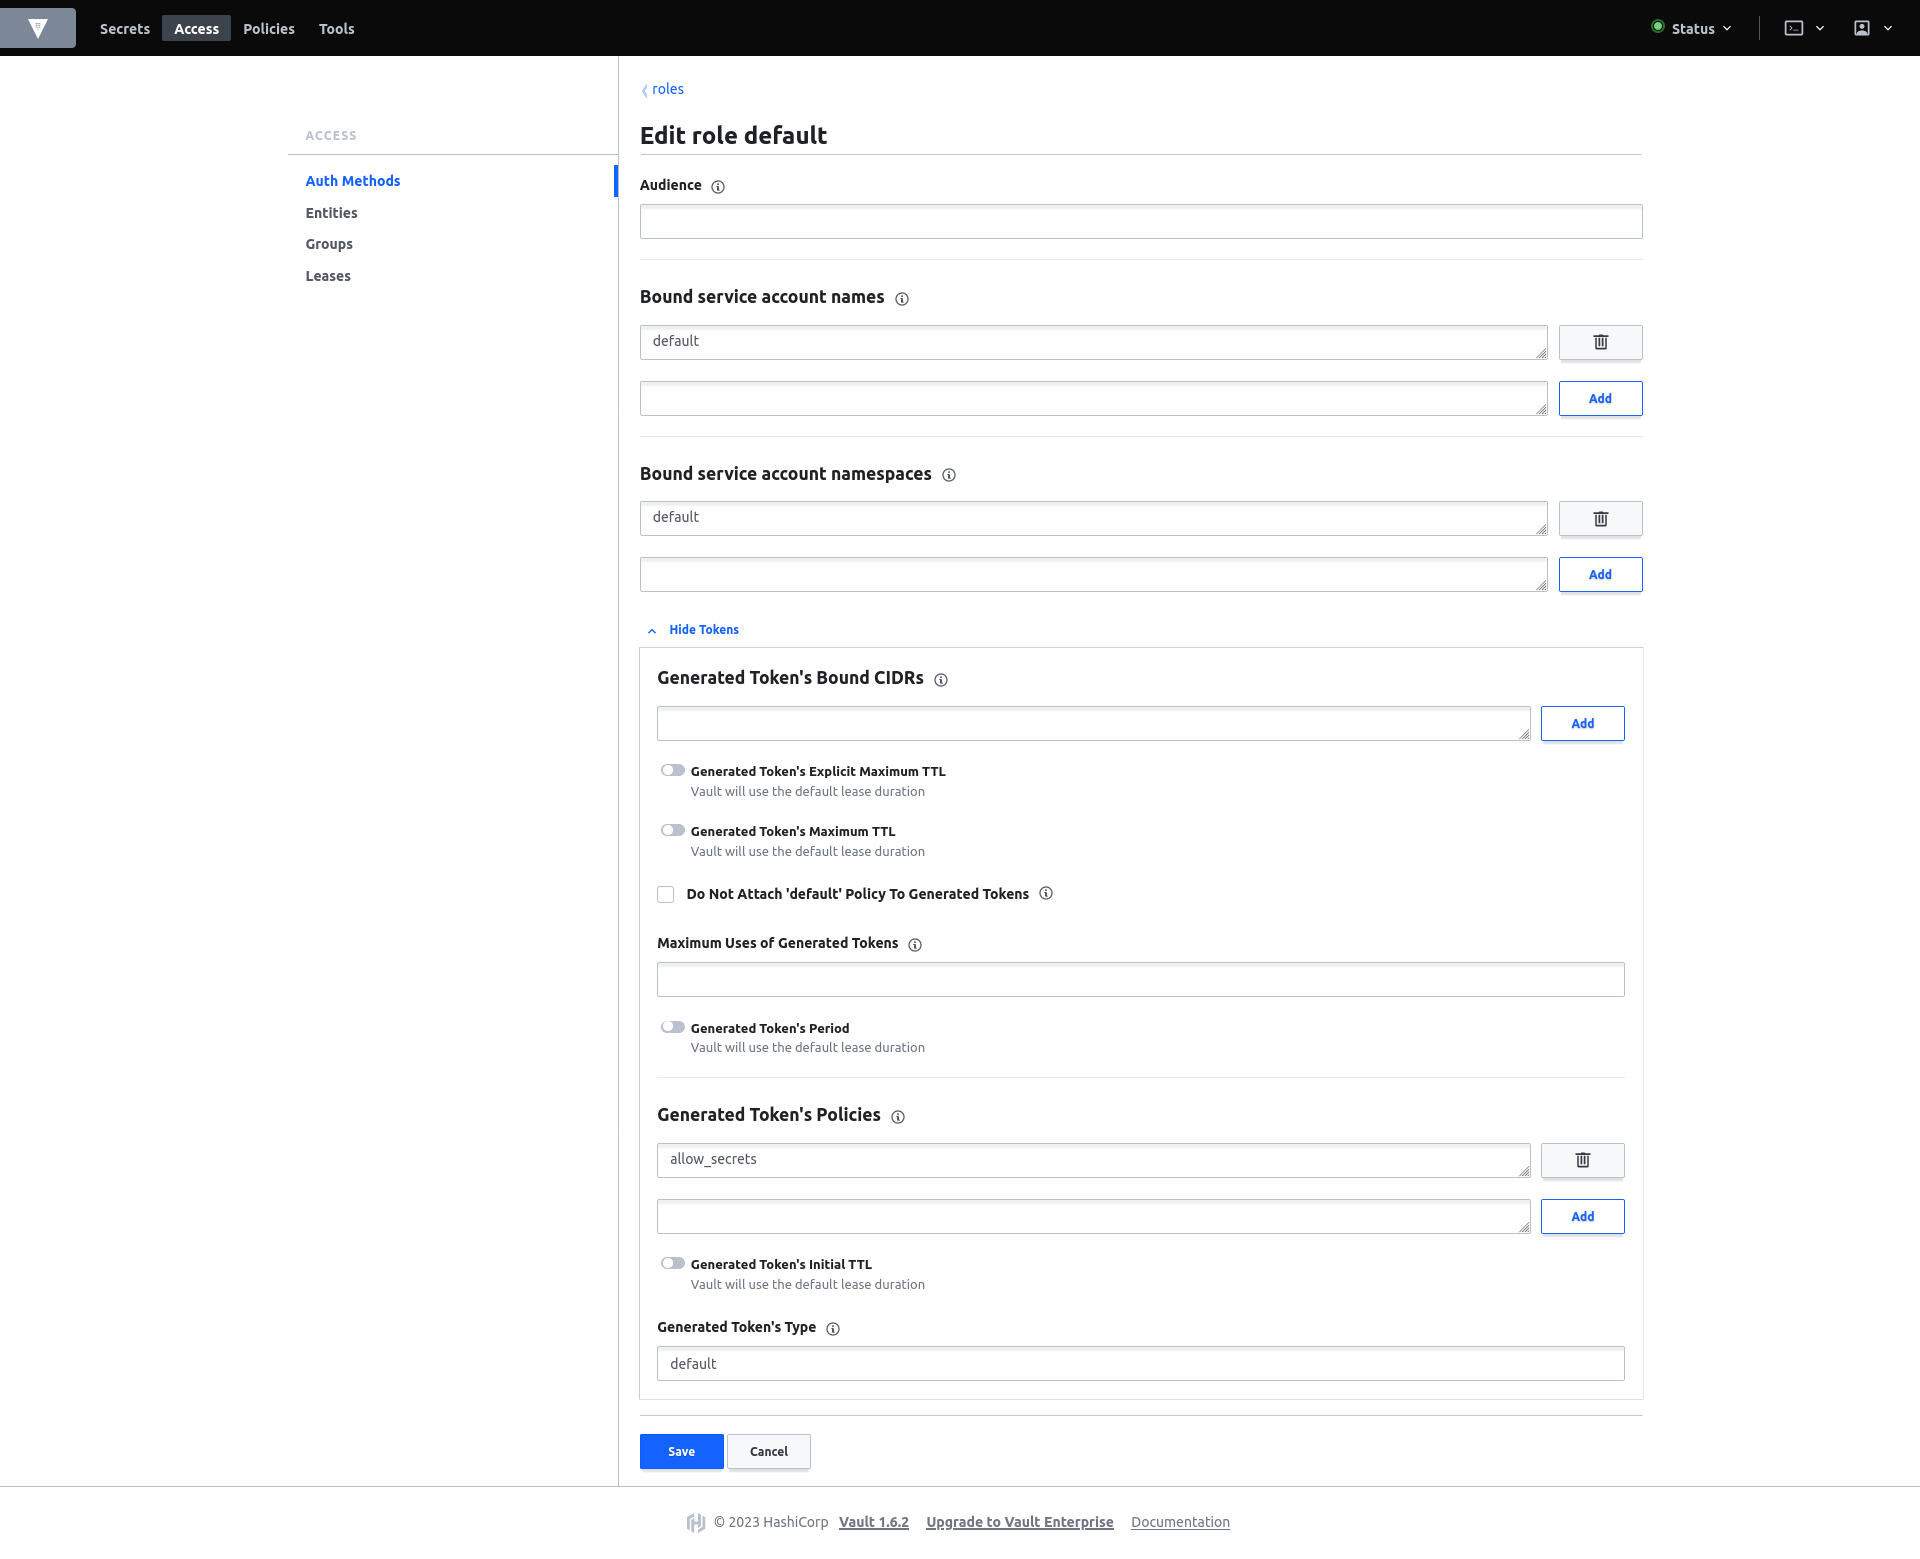 Secrets Access Policies Tools Status
roles
ACCESS
Edit role default
Auth Methods
Entities
Groups
Leases
Audience
Bound service account names
default
Add
Bound service account namespaces
default
Add
Hide Tokens
Generated Token's Bound CIDRs
Add
Generated Token's Explicit Maximum TTL
Vault will use the default lease duration
Generated Token's Maximum TTL
Vault will use the default lease duration
Do Not Attach 'default' Policy To Generated Tokens
Maximum Uses of Generated Tokens
Generated Token's Period
Vault will use the default lease duration
Generated Token's Policies
allow_secrets
Add
Generated Token's Initial TTL
Vault will use the default lease duration
Generated Token's Type
default
Save Cancel
© 2023 HashiCorp Vault 1.6.2 Upgrade to Vault Enterprise Documentation